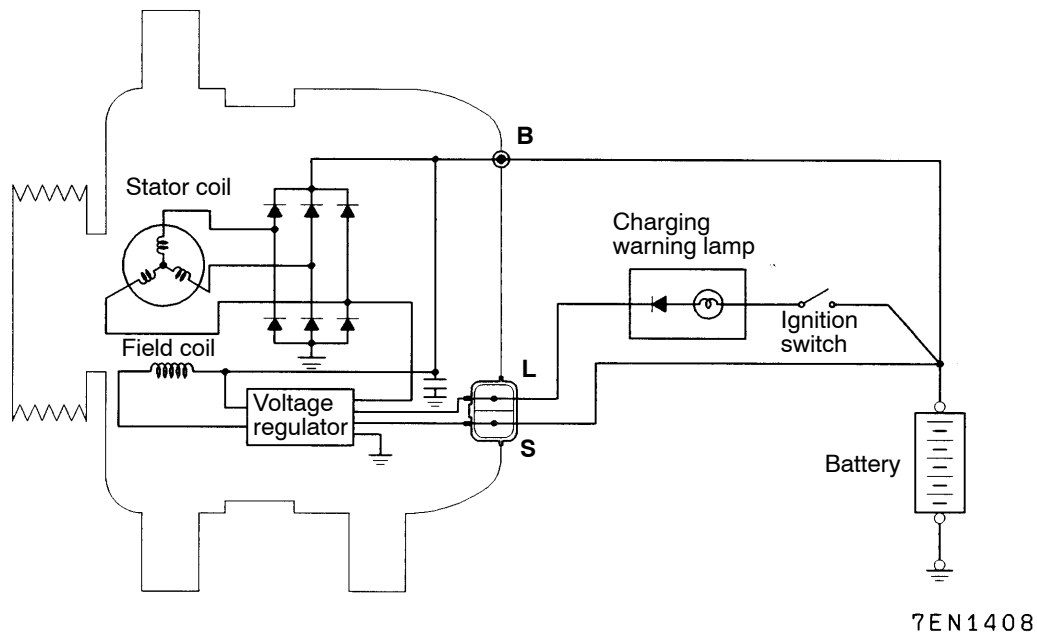 B
Stator coil
Charging
warning lamp
Ignition
switch
Field coil
L
Voltage
regulator
S
Battery
7EN1408